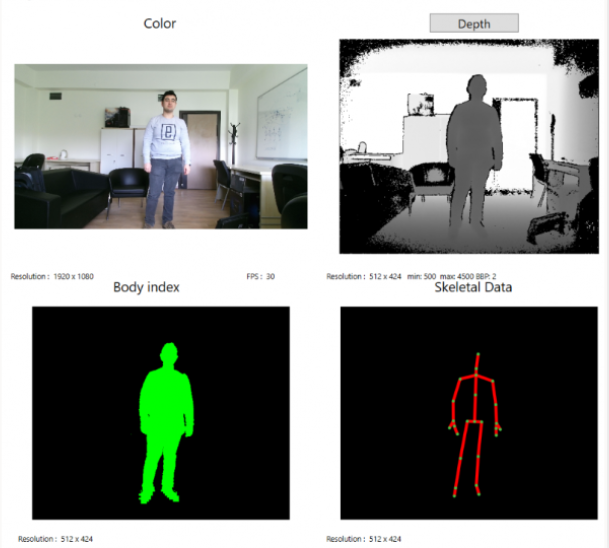 Color
Depth
Resolution : 1920 x 1080
FPS : 30
Resolution : 512 x 424 min: 500 max: 4500 BBP: 2
Body index
Skeletal Data
Resolution : 512 x 424
Resolution : 512 x 424